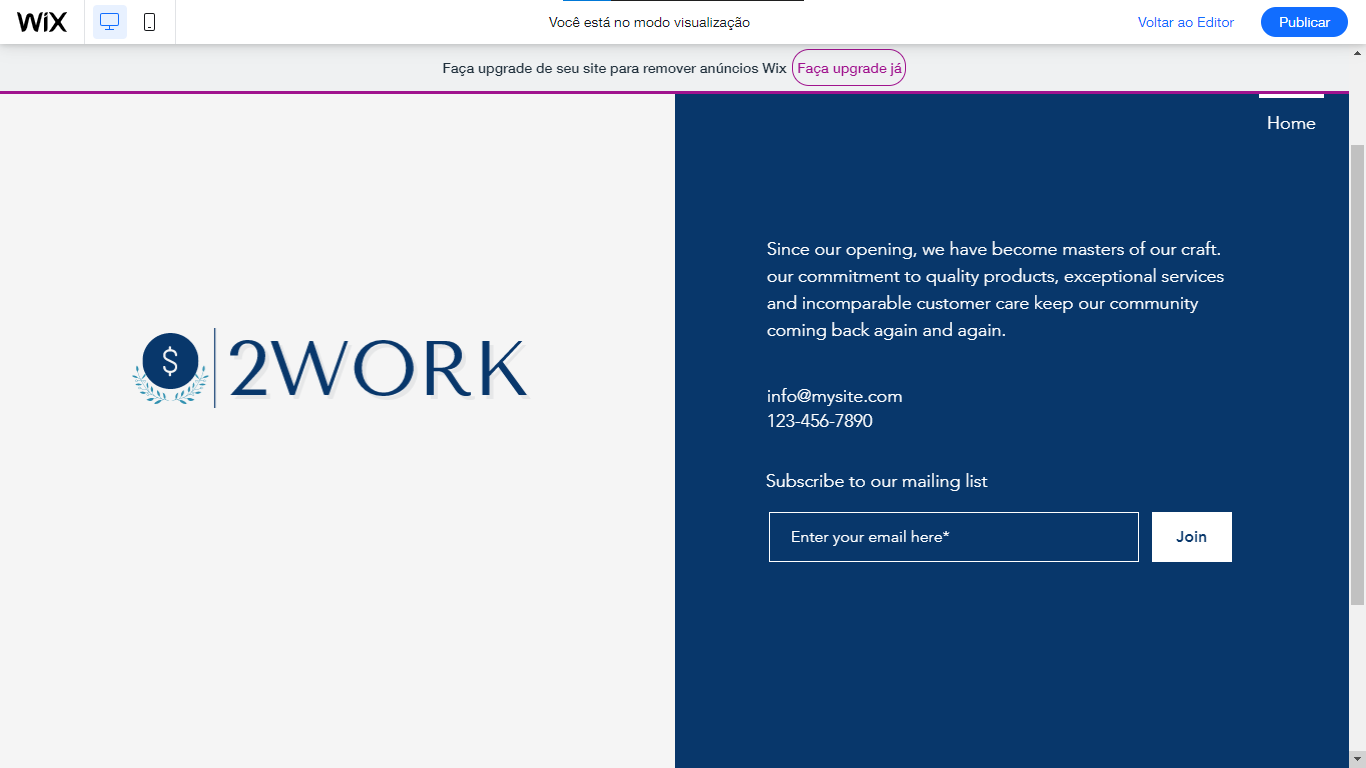 WiX
Você está no modo visualização
Voltar ao Editor
Publicar
Faça upgrade de seu site para remover anúncios Wix
Faça upgrade já
Home
$ 2WORK
Since our opening, we have become masters of our craft.
our commitment to quality products, exceptional services
and incomparable customer care keep our community
coming back again and again.
info@mysite.com
123-456-7890
Subscribe to our mailing list
Enter your email here*
Join